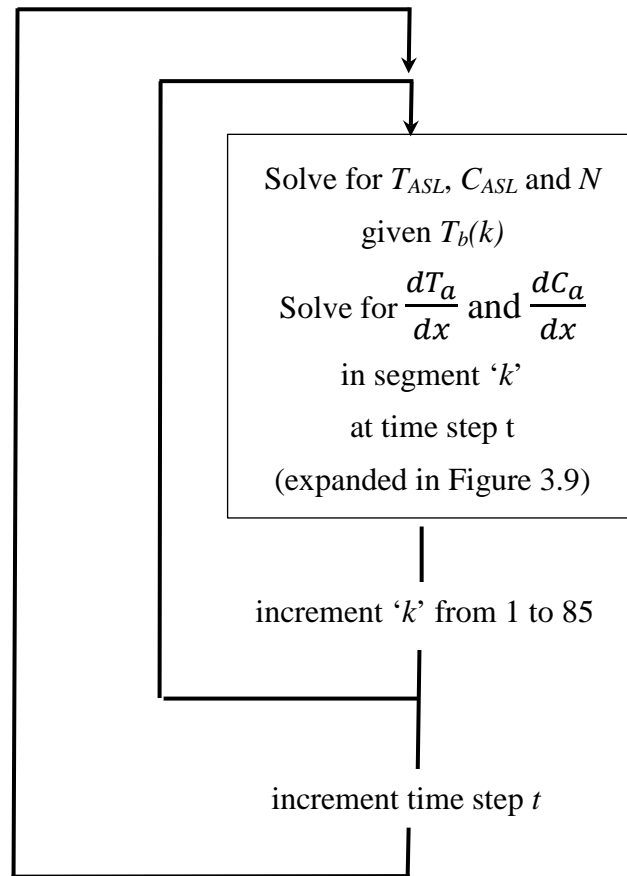 Solve for T_ASL, C_ASL and N
given T_b(k)
Solve for dT_a/dx and dC_a/dx
in segment ‘k’
at time step t
(expanded in Figure 3.9)
increment ‘k’ from 1 to 85
increment time step t